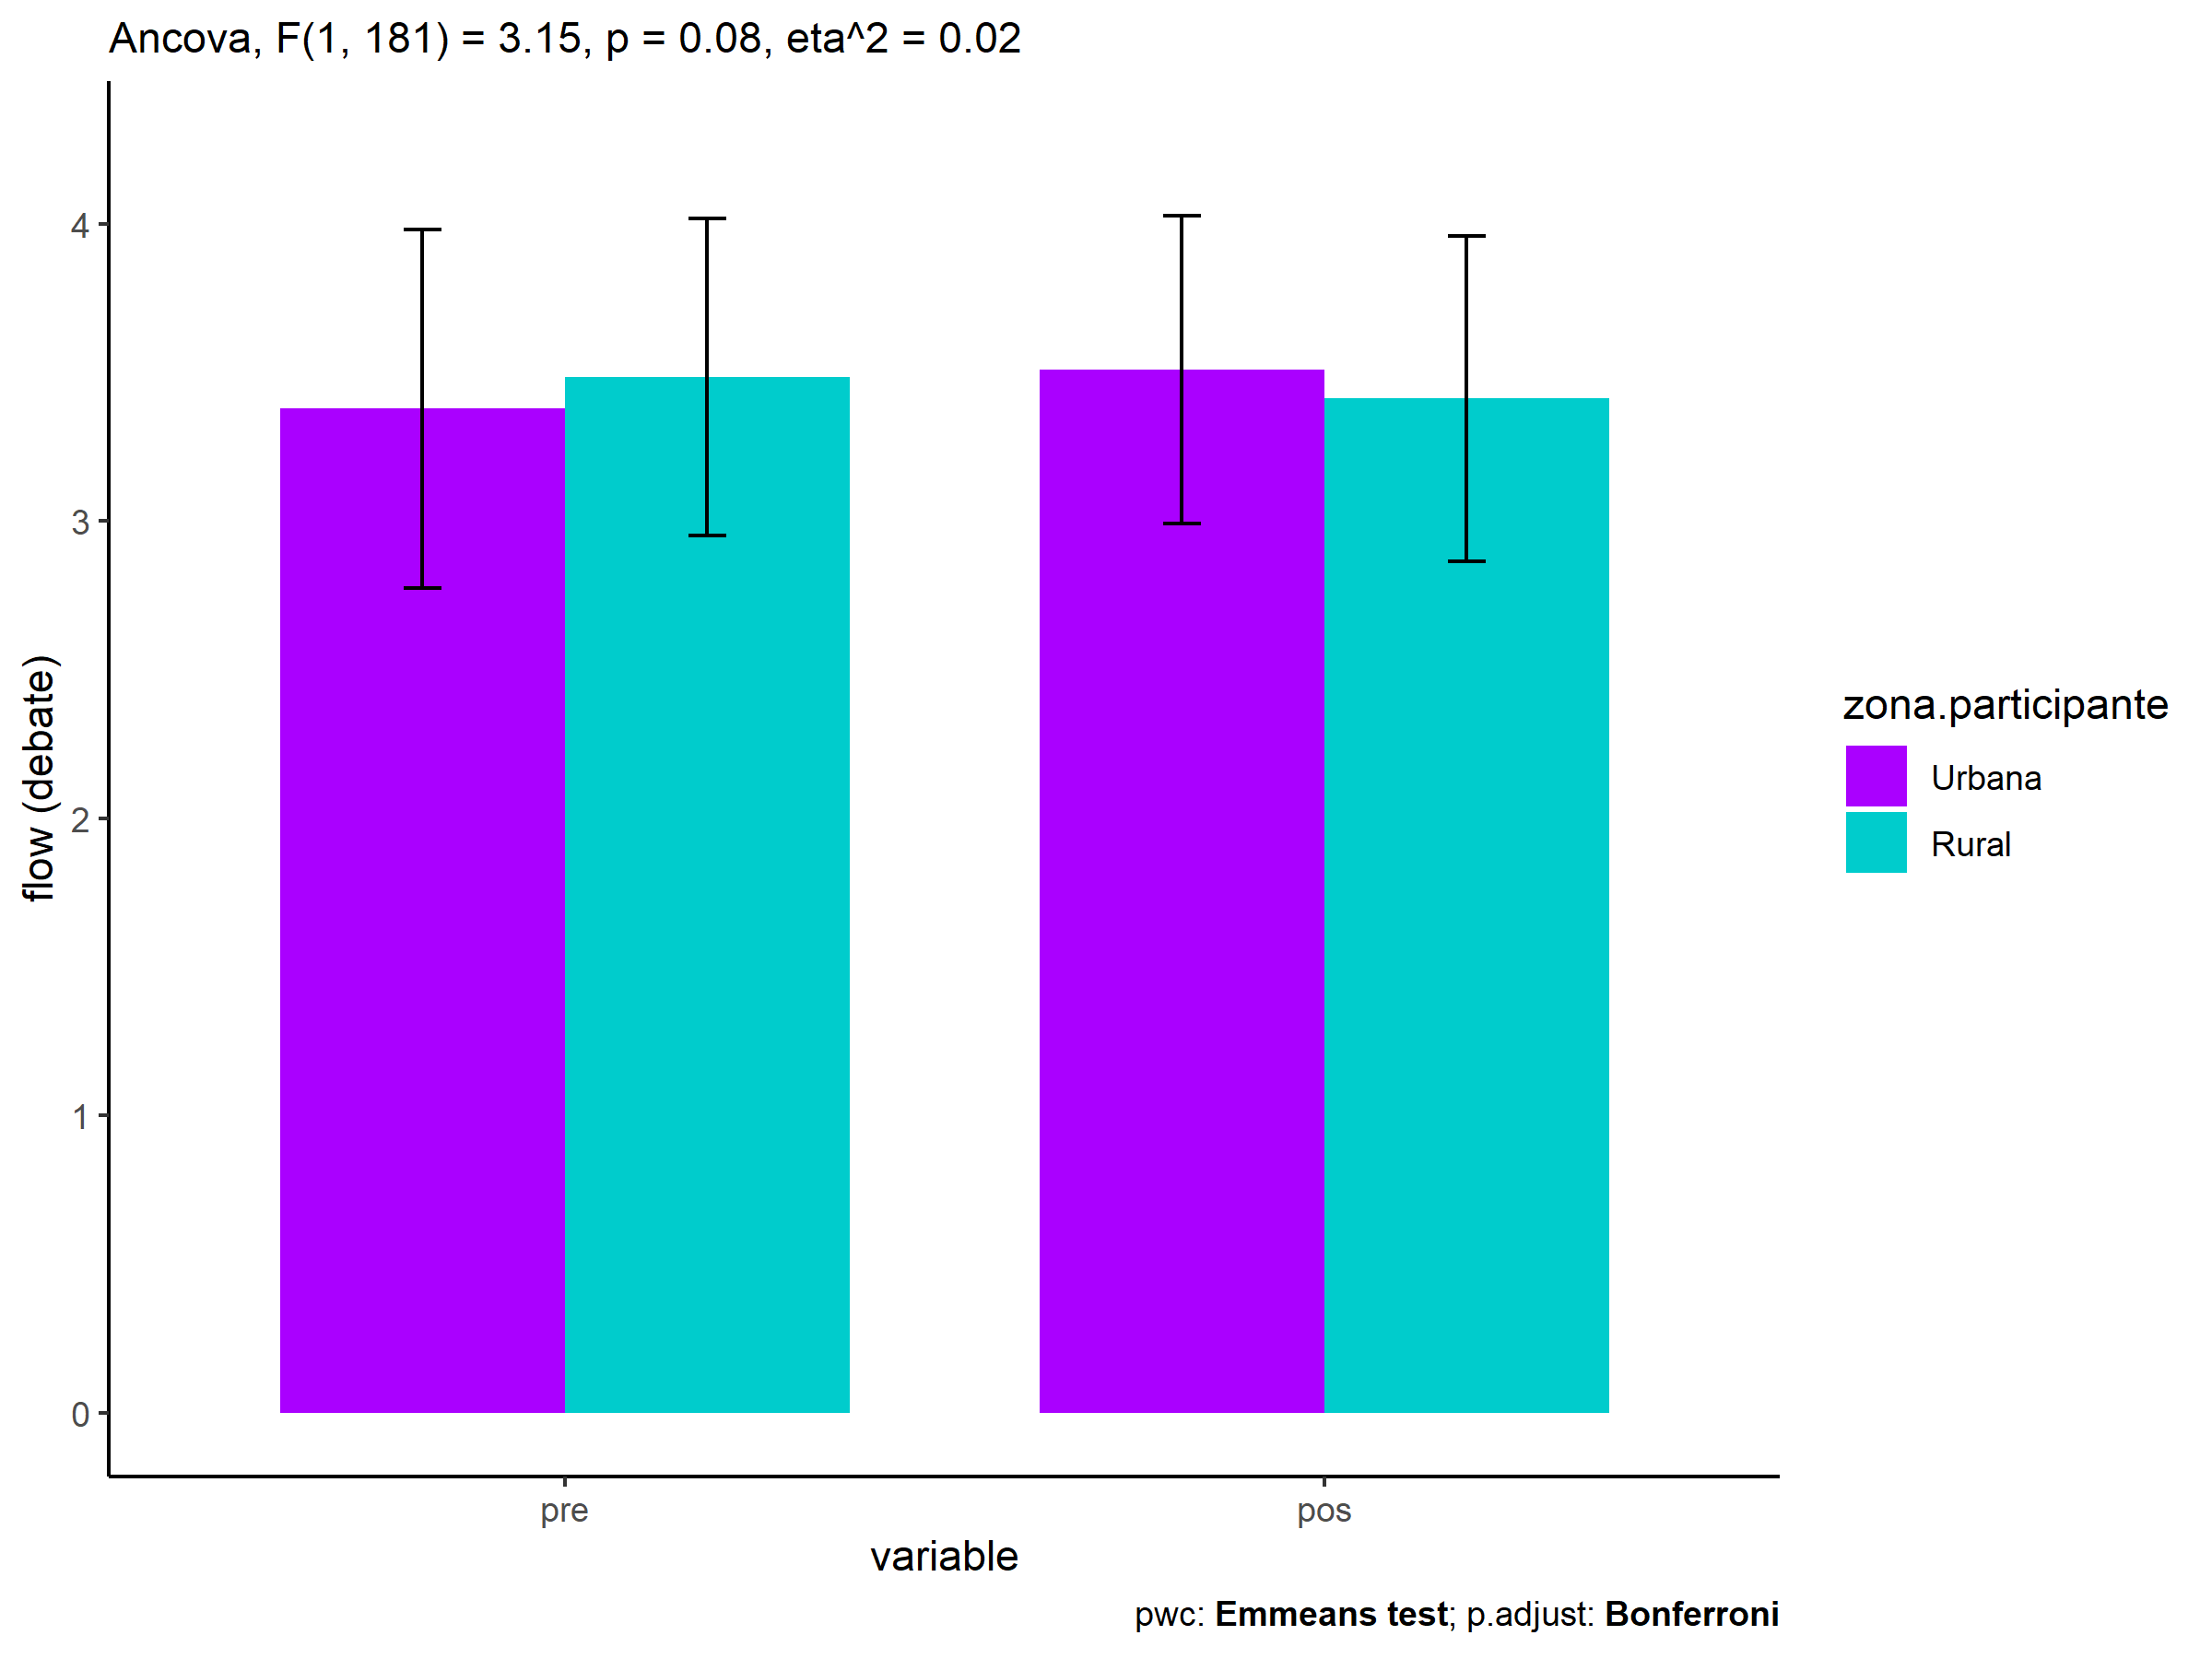 Ancova, F(1, 181) = 3.15, p = 0.08, eta^2 = 0.02
flow (debate)
4
3
2
1
0
pre
pos
variable
zona.participante
Urbana
Rural
pwc: Emmeans test; p.adjust: Bonferroni